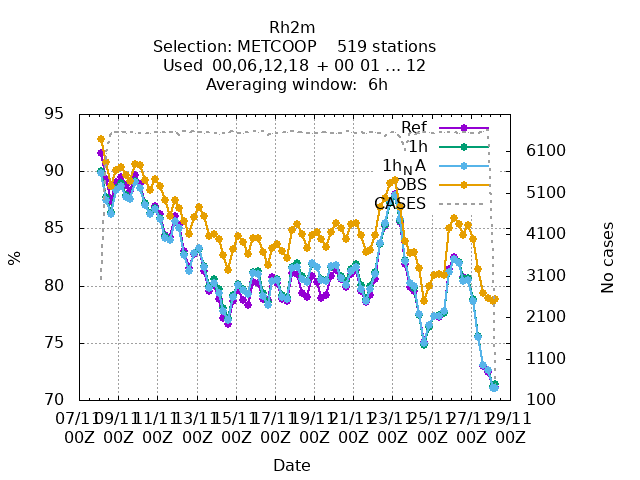 Rh2m
Selection: METCOOP    519 stations
Used  00,06,12,18  + 00 01 ... 12
Averaging window:  6h
95
90
85
80
75
70
%
Ref
1h
1h_NA
OBS
CASES
6100
5100
4100
3100
2100
1100
100
No cases
07/11 09/11 11/11 13/11 15/11 17/11 19/11 21/11 23/11 25/11 27/11 29/11
00Z 00Z 00Z 00Z 00Z 00Z 00Z 00Z 00Z 00Z 00Z 00Z
Date